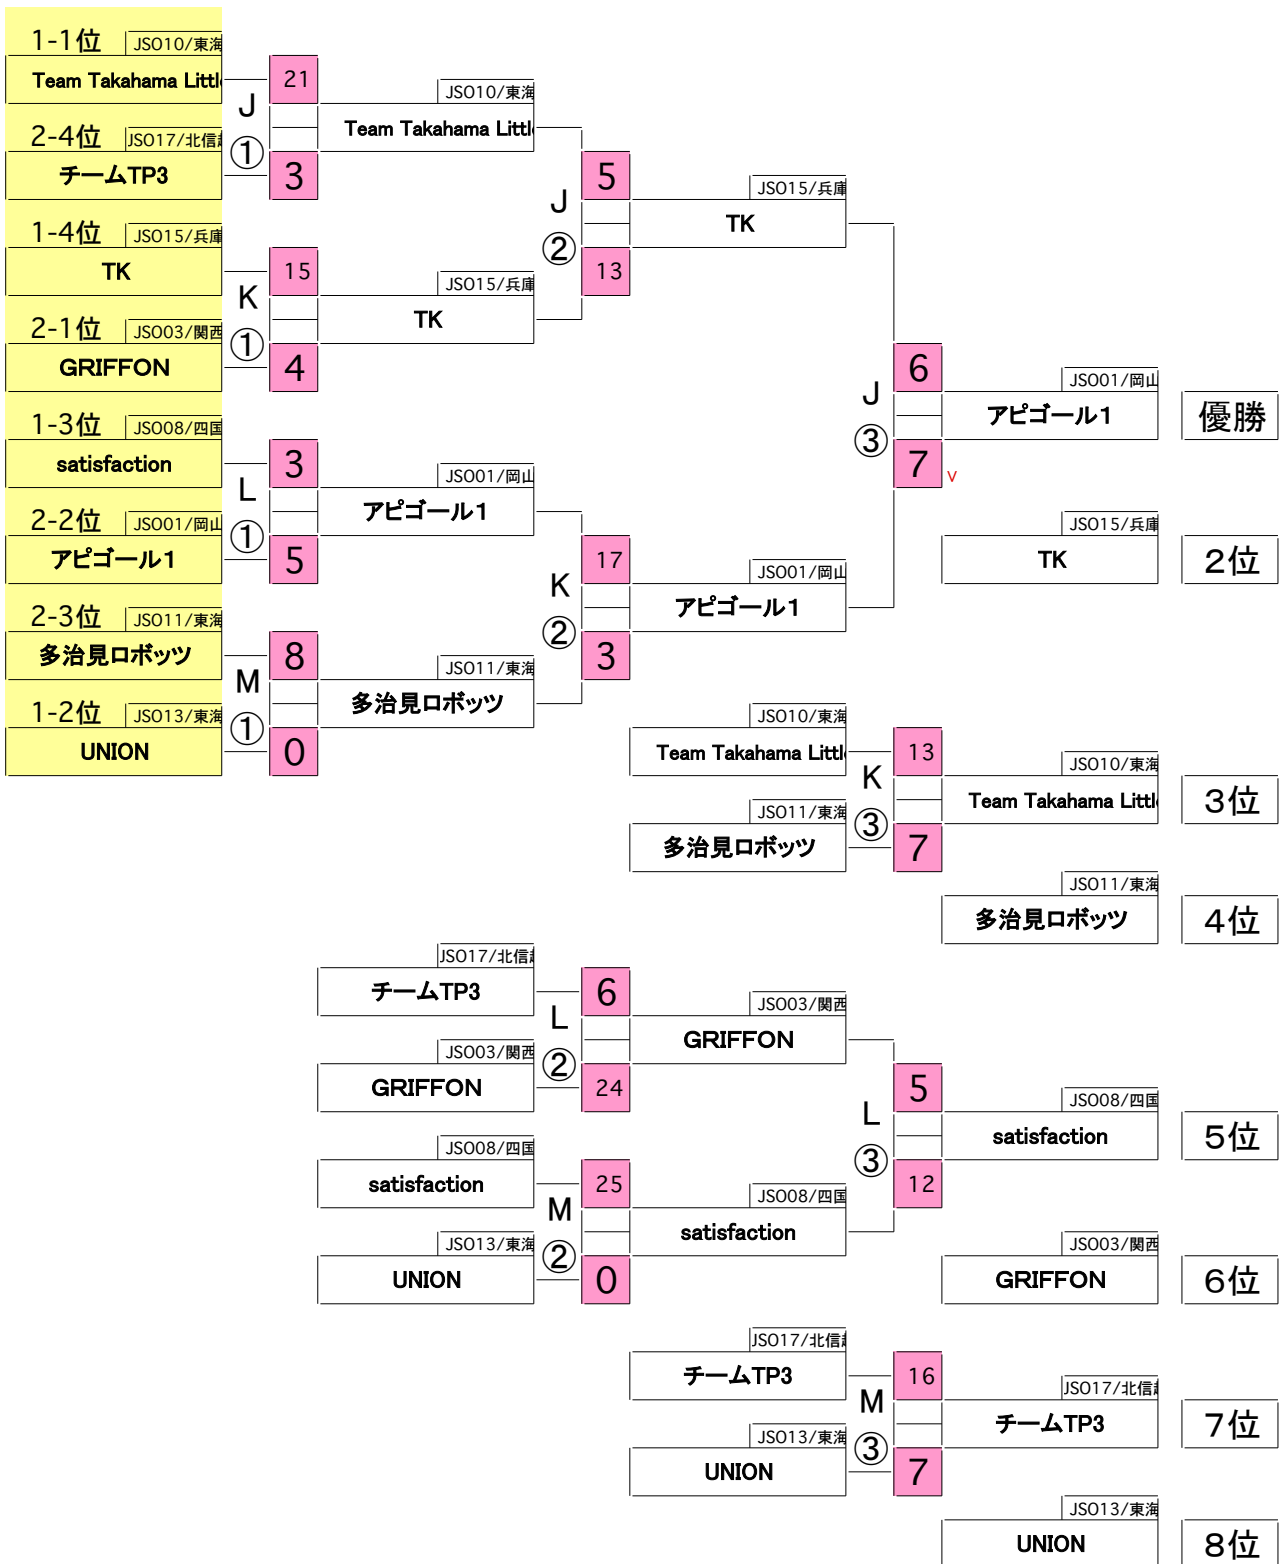 1-1位 JSO10/東海
Team Takahama Littl
21
J
①
2-4位 JSO17/北信
チームTP3
3
JSO10/東海
Team Takahama Littl
1-4位 JSO15/兵庫
TK
15
K
①
2-1位 JSO03/関西
GRIFFON
4
JSO15/兵庫
TK
J
②
5
13
JSO15/兵庫
TK
1-3位 JSO08/四国
satisfaction
3
L
①
2-2位 JSO01/岡山
アピゴール1
5
JSO01/岡山
アピゴール1
2-3位 JSO11/東海
多治見ロボッツ
8
M
①
1-2位 JSO13/東海
UNION
0
JSO11/東海
多治見ロボッツ
K
②
17
3
JSO01/岡山
アピゴール1
J
③
6
7
v
JSO01/岡山
アピゴール1
優勝
JSO15/兵庫
TK
2位
JSO10/東海
Team Takahama Littl
JSO11/東海
多治見ロボッツ
K
③
13
7
JSO10/東海
Team Takahama Littl
3位
JSO11/東海
多治見ロボッツ
4位
JSO17/北信
チームTP3
JSO03/関西
GRIFFON
L
②
6
24
JSO03/関西
GRIFFON
JSO08/四国
satisfaction
JSO13/東海
UNION
M
②
25
0
JSO08/四国
satisfaction
L
③
5
12
JSO08/四国
satisfaction
5位
JSO03/関西
GRIFFON
6位
JSO17/北信
チームTP3
JSO13/東海
UNION
M
③
16
7
JSO17/北信
チームTP3
7位
JSO13/東海
UNION
8位